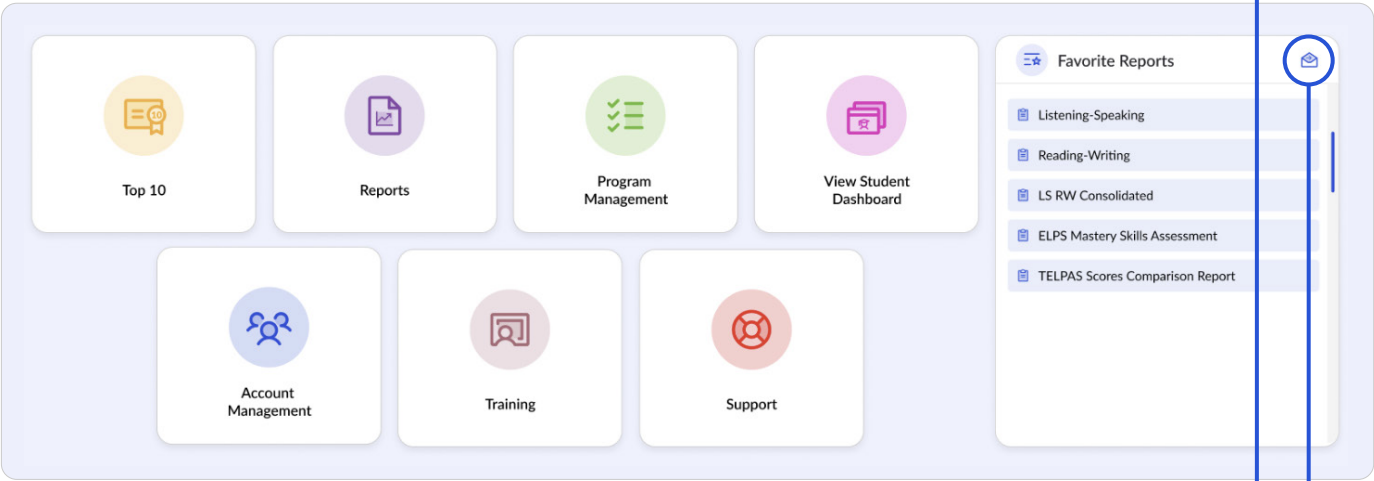 10
Top 10
Reports
Program
Management
View Student
Dashboard
Favorite Reports
Listening-Speaking
Reading-Writing
LS RW Consolidated
ELPS Mastery Skills Assessment
TELPAS Scores Comparison Report
Account
Management
Training
Support